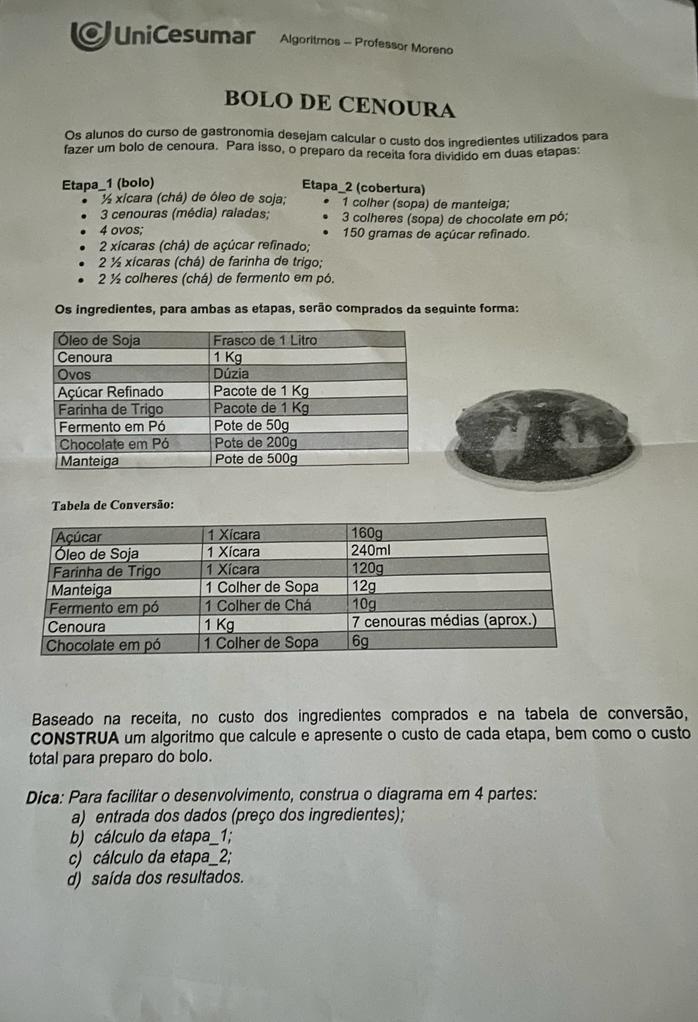 UniCesumar Algoritmos – Professor Moreno
BOLO DE CENOURA
Os alunos do curso de gastronomia desejam calcular o custo dos ingredientes utilizados para
fazer um bolo de cenoura. Para isso, o preparo da receita fora dividido em duas etapas:
Etapa_1 (bolo)
• ½ xícara (chá) de óleo de soja;
• 3 cenouras (média) raladas;
• 4 ovos;
• 2 xícaras (chá) de açúcar refinado;
• 2 ½ xícaras (chá) de farinha de trigo;
• 2 ½ colheres (chá) de fermento em pó.
Etapa_2 (cobertura)
• 1 colher (sopa) de manteiga;
• 3 colheres (sopa) de chocolate em pó;
• 150 gramas de açúcar refinado.
Os ingredientes, para ambas as etapas, serão comprados da seguinte forma:
Óleo de Soja Frasco de 1 Litro
Cenoura 1 Kg
Ovos Dúzia
Açúcar Refinado Pacote de 1 Kg
Farinha de Trigo Pacote de 1 Kg
Fermento em Pó Pote de 50g
Chocolate em Pó Pote de 200g
Manteiga Pote de 500g
Tabela de Conversão:
Açúcar 1 Xícara 160g
Óleo de Soja 1 Xícara 240ml
Farinha de Trigo 1 Xícara 120g
Manteiga 1 Colher de Sopa 12g
Fermento em pó 1 Colher de Chá 10g
Cenoura 1 Kg 7 cenouras médias (aprox.)
Chocolate em pó 1 Colher de Sopa 6g
Baseado na receita, no custo dos ingredientes comprados e na tabela de conversão,
CONSTRUA um algoritmo que calcule e apresente o custo de cada etapa, bem como o custo
total para preparo do bolo.
Dica: Para facilitar o desenvolvimento, construa o diagrama em 4 partes:
a) entrada dos dados (preço dos ingredientes);
b) cálculo da etapa_1;
c) cálculo da etapa_2;
d) saída dos resultados.